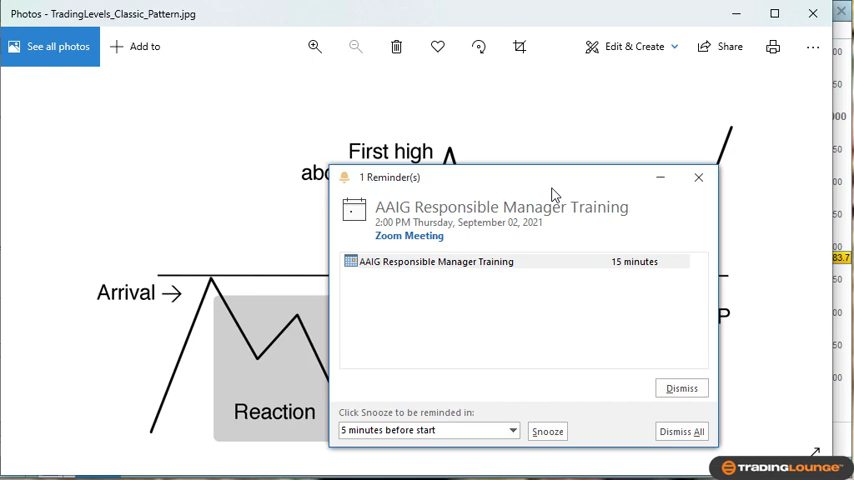 Photos - TradingLevels_Classic_Pattern.jpg
See all photos
Add to
Edit & Create
Share
First high
1 Reminder(s)
AAIG Responsible Manager Training
2:00 PM Thursday, September 02, 2021
Zoom Meeting
AAIG Responsible Manager Training 15 minutes
83.7
Arrival
P
Reaction
Dismiss
Click Snooze to be reminded in:
5 minutes before start
Snooze
Dismiss All
TRADINGLOUNGE